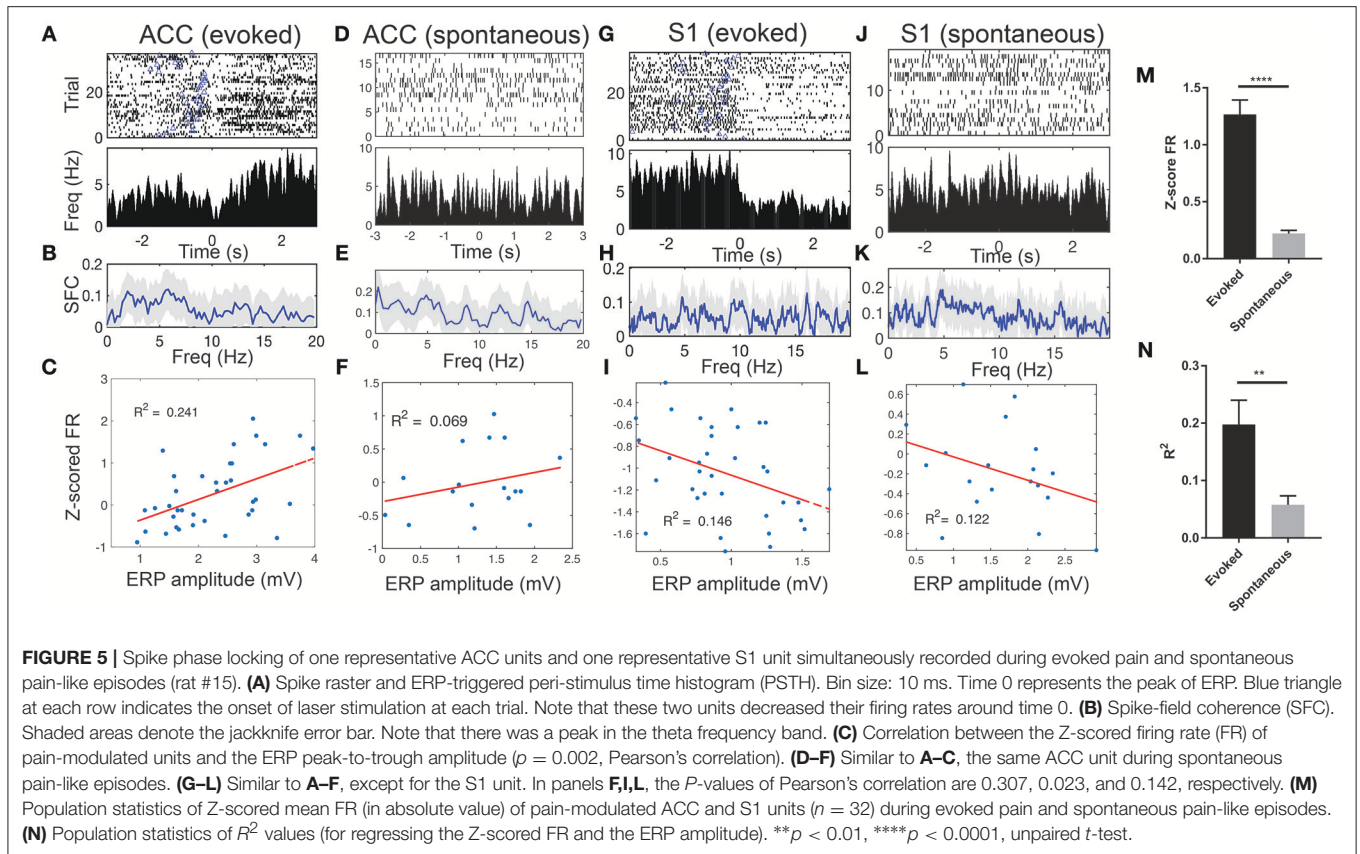 A ACC (evoked)
Trial
20
0
Freq (Hz)
5
0
-2 0 2
Time (s)
B
SFC
0.2
0.1
0
0 5 10 15 20
Freq (Hz)
C
Z-scored FR
3
2
1
0
-1
R² = 0.241
1 2 3 4
ERP amplitude (mV)
D ACC (spontaneous)
15
10
5
0
10
5
0
-3 -2 -1 0 1 2 3
Time (s)
E
0.2
0.1
0
0 5 10 15 20
Freq (Hz)
F
1.5
1
0.5
0
-0.5
-1
R² = 0.069
0.5 1 1.5 2 2.5
ERP amplitude (mV)
G S1 (evoked)
40
20
0
10
5
0
-2 0 2
Time (s)
H
0.2
0.1
0
0 5 10 15
Freq (Hz)
I
-0.4
-0.6
-0.8
-1
-1.2
-1.4
-1.6
R² = 0.146
0.5 1 1.5
ERP amplitude (mV)
J S1 (spontaneous)
10
0
10
5
0
-2 0 2
Time (s)
K
0.2
0.1
0
0 5 10 15
Freq (Hz)
L
0.6
0.4
0.2
0
-0.2
-0.4
-0.6
-0.8
R² = 0.122
0.5 1 1.5 2 2.5
ERP amplitude (mV)
M
Z-score FR
1.5
1.0
0.5
0.0
****
Evoked
Spontaneous
N
R²
0.3
0.2
0.1
0.0
**
Evoked
Spontaneous
FIGURE 5 | Spike phase locking of one representative ACC units and one representative S1 unit simultaneously recorded during evoked pain and spontaneous
pain-like episodes (rat #15). (A) Spike raster and ERP-triggered peri-stimulus time histogram (PSTH). Bin size: 10 ms. Time 0 represents the peak of ERP. Blue triangle
at each row indicates the onset of laser stimulation at each trial. Note that these two units decreased their firing rates around time 0. (B) Spike-field coherence (SFC).
Shaded areas denote the jackknife error bar. Note that there was a peak in the theta frequency band. (C) Correlation between the Z-scored firing rate (FR) of
pain-modulated units and the ERP peak-to-trough amplitude (p = 0.002, Pearson's correlation). (D–F) Similar to A–C, the same ACC unit during spontaneous
pain-like episodes. (G–L) Similar to A–F, except for the S1 unit. In panels F,I,L, the P-values of Pearson's correlation are 0.307, 0.023, and 0.142, respectively. (M)
Population statistics of Z-scored mean FR (in absolute value) of pain-modulated ACC and S1 units (n = 32) during evoked pain and spontaneous pain-like episodes.
(N) Population statistics of R² values (for regressing the Z-scored FR and the ERP amplitude). **p < 0.01, ****p < 0.0001, unpaired t-test.